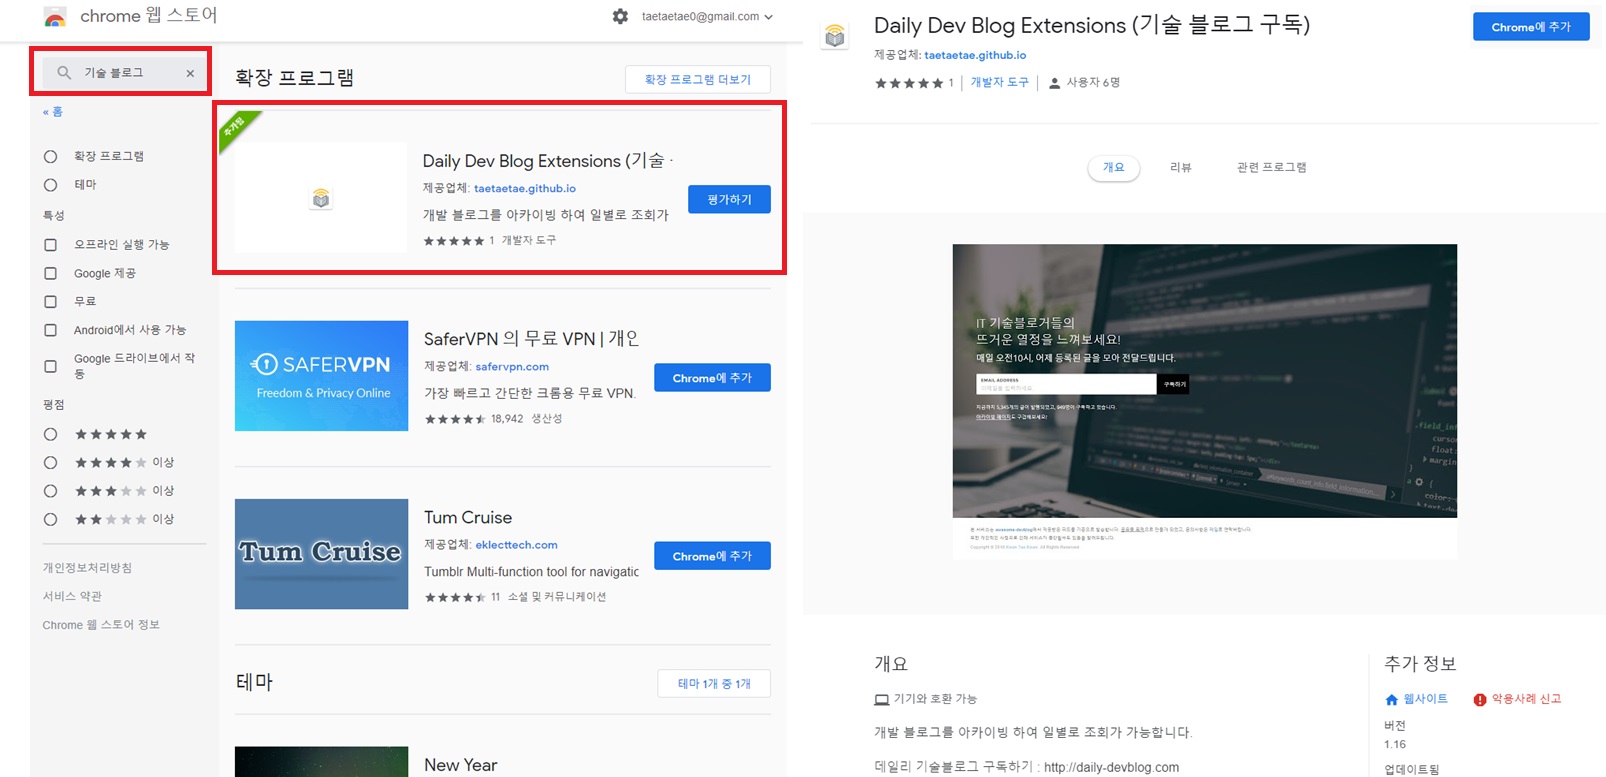 chrome 웹 스토어
taetaetae0@gmail.com
기술 블로그
« 홈
확장 프로그램
테마
특성
오프라인 실행 가능
Google 제공
무료
Android에서 사용 가능
Google 드라이브에서 작
동
평점
이상
이상
이상
개인정보처리방침
서비스 약관
Chrome 웹 스토어 정보
확장 프로그램
확장 프로그램 더보기
추가됨
Daily Dev Blog Extensions (기술 ·
제공업체: taetaetae.github.io
개발 블로그를 아카이빙 하여 일별로 조회가
1 개발자 도구
평가하기
SAFERVPN
Freedom & Privacy Online
SaferVPN 의 무료 VPN | 개인
제공업체: safervpn.com
가장 빠르고 간단한 크롬용 무료 VPN.
18,942 생산성
Chrome에 추가
Tum Cruise
Tum Cruise
제공업체: eklecttech.com
Tumblr Multi-function tool for navigatic
11 소셜 및 커뮤니케이션
Chrome에 추가
테마
테마 1개 중 1개
New Year
Daily Dev Blog Extensions (기술 블로그 구독)
Chrome에 추가
제공업체: taetaetae.github.io
1 개발자 도구 사용자 6명
개요 리뷰 관련 프로그램
IT 기술블로거들의
뜨거운 열정을 느껴보세요!
매일 오전10시, 어제 등록된 글을 모아 전달드립니다.
EMAIL ADDRESS
구독하기
개요
기기와 호환 가능
개발 블로그를 아카이빙 하여 일별로 조회가 가능합니다.
데일리 기술블로그 구독하기 : http://daily-devblog.com
추가 정보
웹사이트 악용사례 신고
버전
1.16
업데이트됨